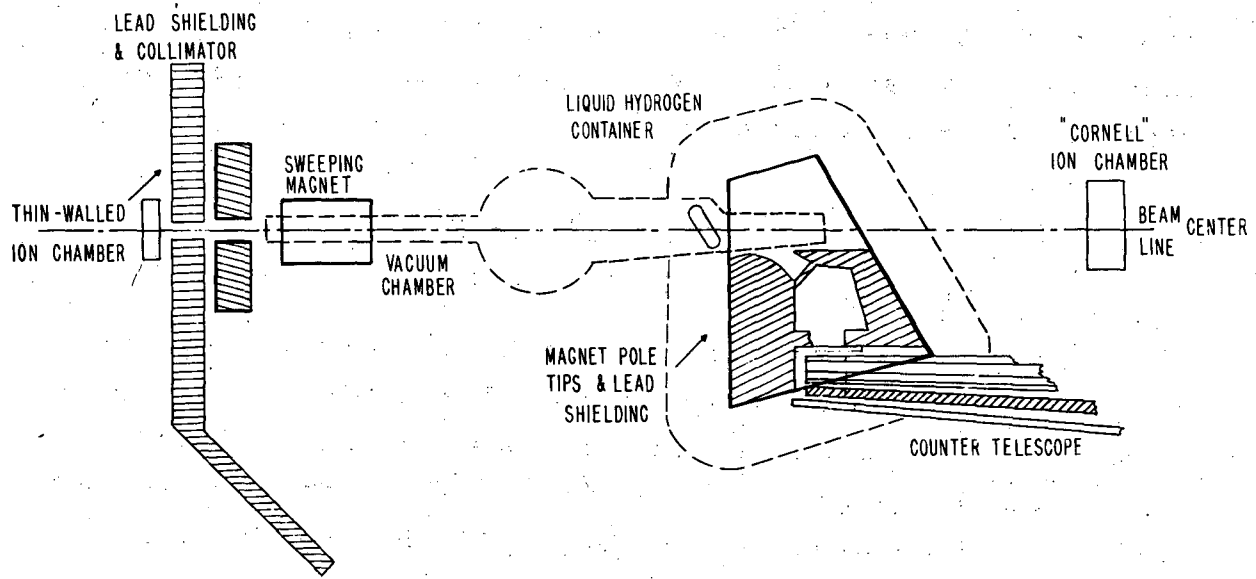 LEAD SHIELDING
& COLLIMATOR
THIN-WALLED
ION CHAMBER
SWEEPING
MAGNET
VACUUM
CHAMBER
LIQUID HYDROGEN
CONTAINER
MAGNET POLE
TIPS & LEAD
SHIELDING
"CORNELL"
ION CHAMBER
BEAM CENTER
LINE
COUNTER TELESCOPE